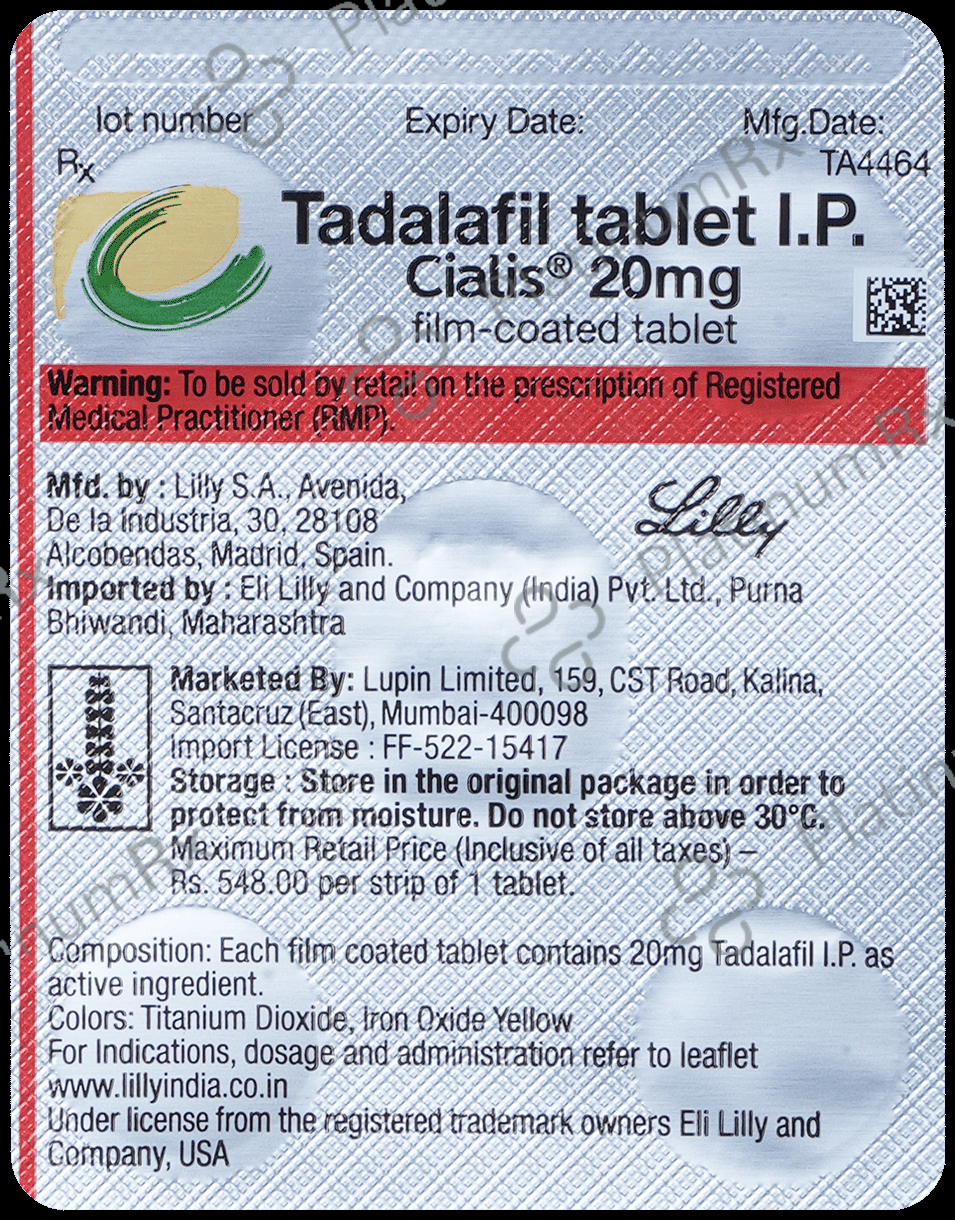 lot number Expiry Date: Mfg.Date:
Rx TA4464
Tadalafil tablet I.P.
Cialis® 20mg
film-coated tablet
Warning: To be sold by retail on the prescription of Registered
Medical Practitioner (RMP).
Mfd. by : Lilly S.A., Avenida,
De la industria, 30, 28108
Alcobendas, Madrid, Spain.
Lilly
Imported by : Eli Lilly and Company (India) Pvt. Ltd., Purna
Bhiwandi, Maharashtra
Marketed By: Lupin Limited, 159, CST Road, Kalina,
Santacruz (East), Mumbai-400098
Import License : FF-522-15417
Storage : Store in the original package in order to
protect from moisture. Do not store above 30°C.
Maximum Retail Price (Inclusive of all taxes) –
Rs. 548.00 per strip of 1 tablet.
Composition: Each film coated tablet contains 20mg Tadalafil I.P. as
active ingredient.
Colors: Titanium Dioxide, Iron Oxide Yellow
For Indications, dosage and administration refer to leaflet
www.lillyindia.co.in
Under license from the registered trademark owners Eli Lilly and
Company, USA
PlatinumRx